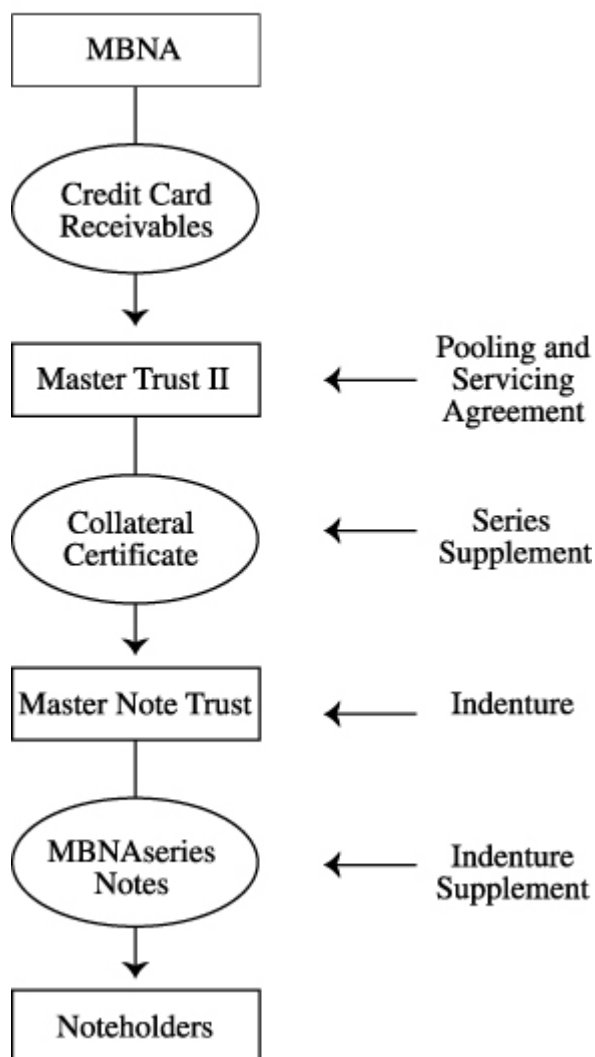 MBNA
Credit Card
Receivables
Master Trust II
Pooling and
Servicing
Agreement
Collateral
Certificate
Series
Supplement
Master Note Trust
Indenture
MBNAseries
Notes
Indenture
Supplement
Noteholders